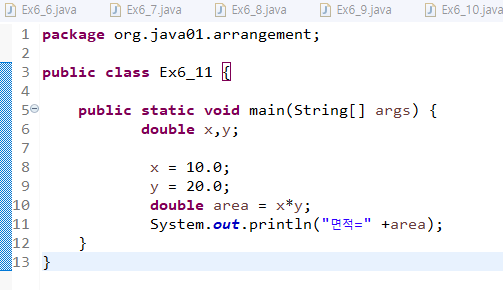 Ex6_6.java Ex6_7.java Ex6_8.java Ex6_9.java Ex6_10.java
1 package org.java01.arrangement;
2
3 public class Ex6_11 {
4
5 public static void main(String[] args) {
6 double x,y;
7
8 x = 10.0;
9 y = 20.0;
10 double area = x*y;
11 System.out.println("면적=" +area);
12 }
13 }